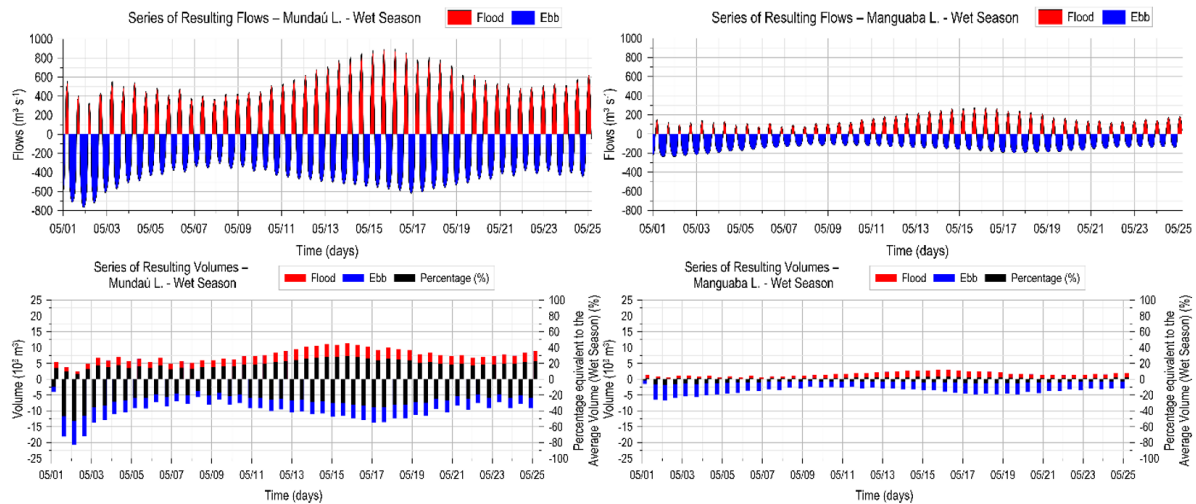 Series of Resulting Flows – Mundaú L. - Wet Season
Flood Ebb
1000
800
600
400
200
0
-200
-400
-600
-800
Flows (m³ s⁻¹)
05/01 05/03 05/05 05/07 05/09 05/11 05/13 05/15 05/17 05/19 05/21 05/23 05/25
Time (days)
Series of Resulting Flows – Manguaba L. - Wet Season
Flood Ebb
1000
800
600
400
200
0
-200
-400
-600
-800
Flows (m³ s⁻¹)
05/01 05/03 05/05 05/07 05/09 05/11 05/13 05/15 05/17 05/19 05/21 05/23 05/25
Time (days)
Series of Resulting Volumes –
Mundaú L. - Wet Season
Flood Ebb Percentage (%)
25
20
15
10
5
0
-5
-10
-15
-20
-25
Volume
100
80
60
40
20
0
-20
-40
-60
-80
-100
Percentage equivalent to the
Average Volume (Wet Season) (%)
05/01 05/03 05/05 05/07 05/09 05/11 05/13 05/15 05/17 05/19 05/21 05/23 05/25
Time (days)
Series of Resulting Volumes –
Manguaba L. - Wet Season
Flood Ebb Percentage (%)
25
20
15
10
5
0
-5
-10
-15
-20
-25
Volume
100
80
60
40
20
0
-20
-40
-60
-80
-100
Percentage equivalent to the
Average Volume (Wet Season) (%)
05/01 05/03 05/05 05/07 05/09 05/11 05/13 05/15 05/17 05/19 05/21 05/23 05/25
Time (days)